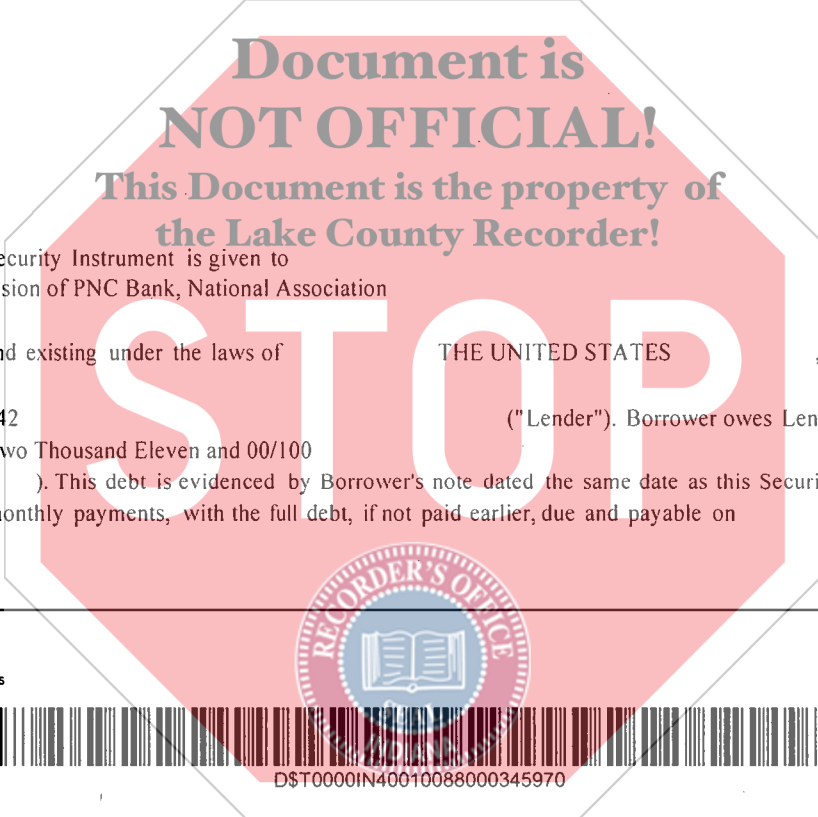 Document is
NOT OFFICIAL!
This Document is the property of
the Lake County Recorder!
ecurity Instrument is given to
sion of PNC Bank, National Association
STOP
nd existing under the laws of THE UNITED STATES ,
42 ("Lender"). Borrower owes Len
wo Thousand Eleven and 00/100
). This debt is evidenced by Borrower's note dated the same date as this Securi
onthly payments, with the full debt, if not paid earlier, due and payable on
RECORDER'S OFFICE
SEAL
INDIANA
s
D$T0000IN40010088000345970